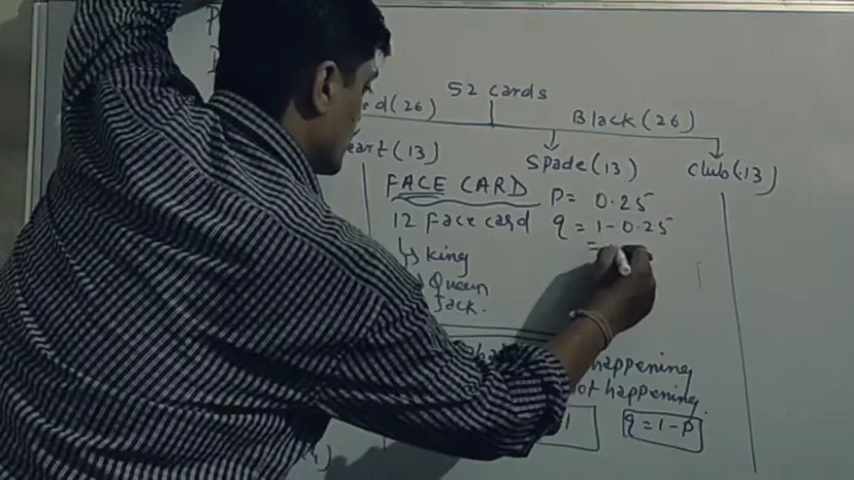 52 cards
ed(26)
Black(26)
eart(13)
Spade(13)
club(13)
FACE CARD
12 Face card
King
Queen
Jack.
P= 0.25
q = 1-0.25
=
happening
not happening.
1
q = 1-P